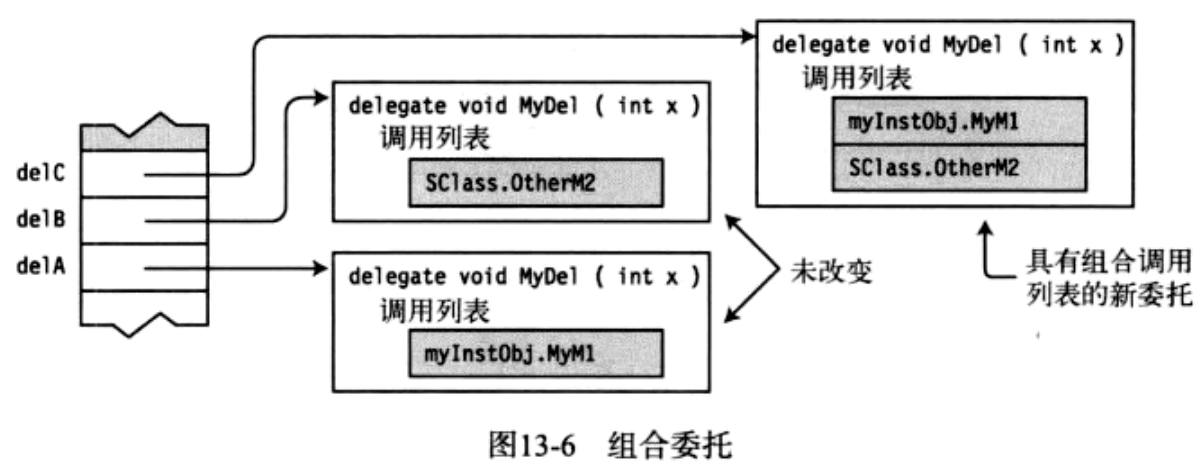 delegate void MyDel ( int x )
调用列表
myInstObj.MyM1
SClass.OtherM2
delegate void MyDel ( int x )
调用列表
SClass.OtherM2
delC
delB
delA
delegate void MyDel ( int x )
调用列表
myInstObj.MyM1
未改变
具有组合调用
列表的新委托
图13-6 组合委托